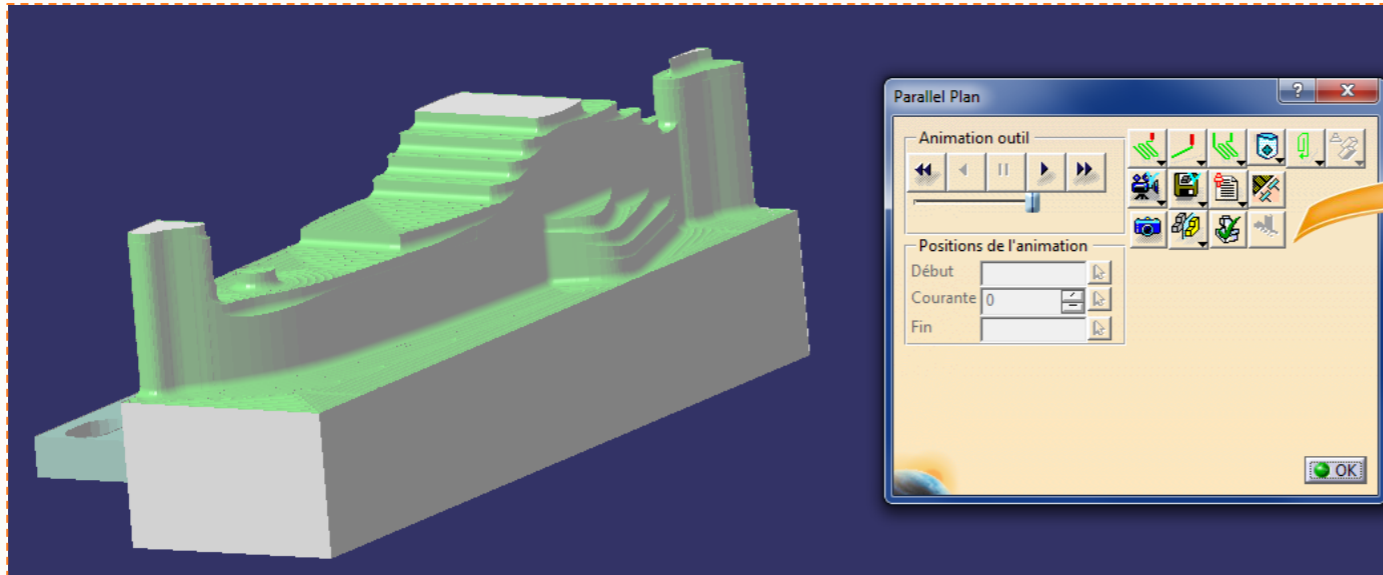 Parallel Plan
?
X
Animation outil
Positions de l'animation
Début
Courante 0
Fin
OK